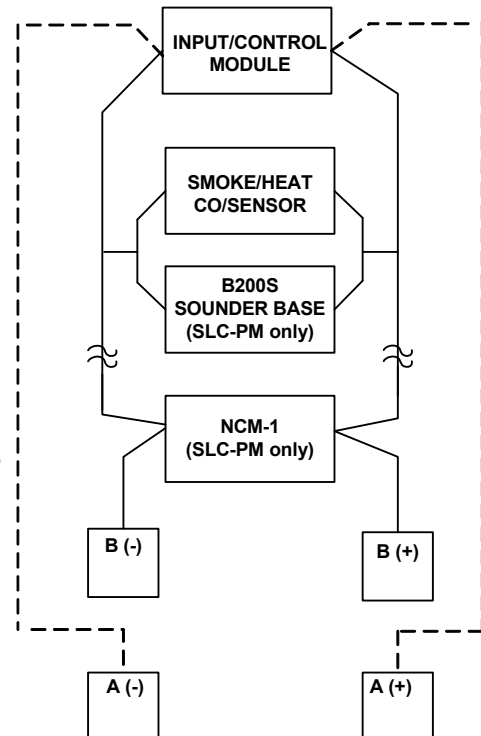 INPUT/CONTROL
MODULE
SMOKE/HEAT
CO/SENSOR
B200S
SOUNDER BASE
(SLC-PM only)
NCM-1
(SLC-PM only)
B (-)
B (+)
A (-)
A (+)